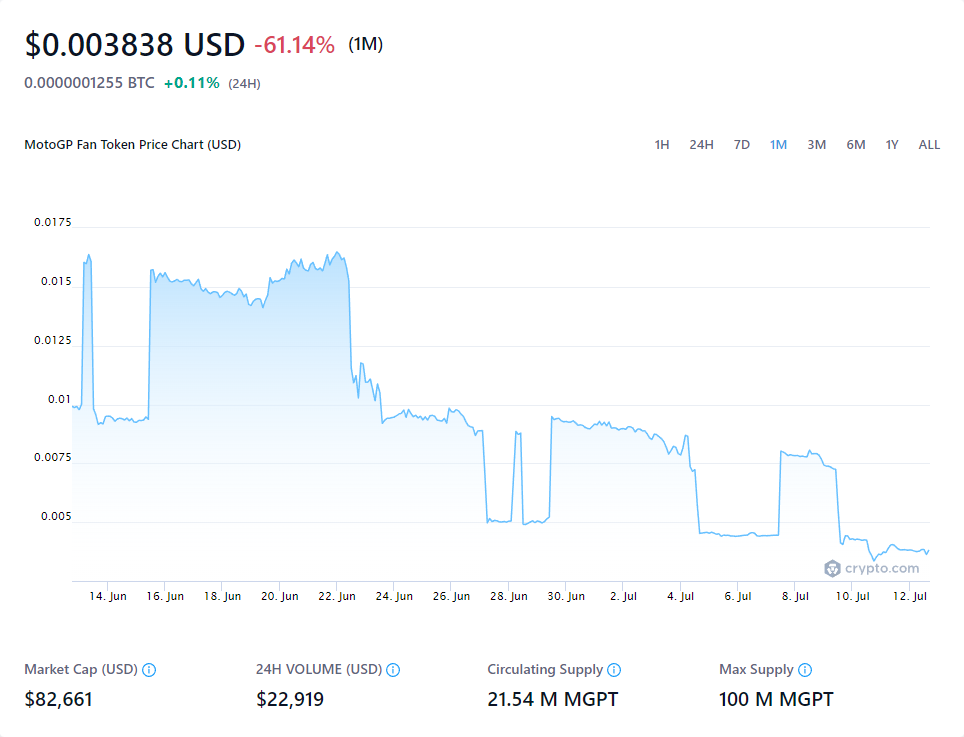 $0.003838 USD -61.14% (1M)
0.0000001255 BTC +0.11% (24H)
MotoGP Fan Token Price Chart (USD) 1H 24H 7D 1M 3M 6M 1Y ALL
0.0175
0.015
0.0125
0.01
0.0075
0.005
crypto.com
14. Jun 16. Jun 18. Jun 20. Jun 22. Jun 24. Jun 26. Jun 28. Jun 30. Jun 2. Jul 4. Jul 6. Jul 8. Jul 10. Jul 12. Jul
Market Cap (USD) 24H VOLUME (USD) Circulating Supply Max Supply
$82,661 $22,919 21.54 M MGPT 100 M MGPT